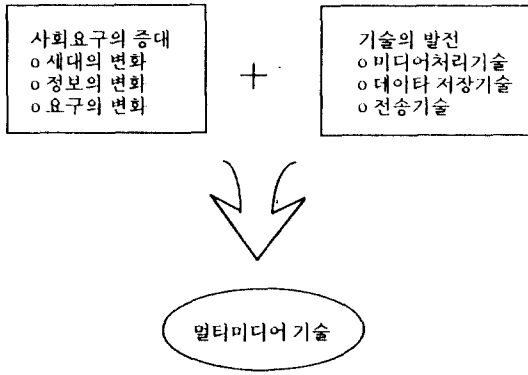 사회요구의 증대
o 세대의 변화
o 정보의 변화
o 요구의 변화
+
기술의 발전
o 미디어처리기술
o 데이타 저장기술
o 전송기술
멀티미디어 기술